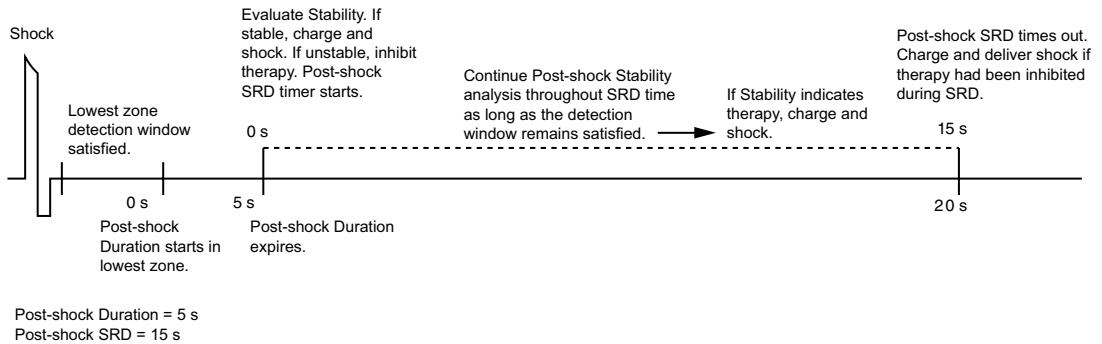 Shock
Lowest zone
detection window
satisfied.
Evaluate Stability. If
stable, charge and
shock. If unstable, inhibit
therapy. Post-shock
SRD timer starts.
0 s
Continue Post-shock Stability
analysis throughout SRD time
as long as the detection
window remains satisfied.
If Stability indicates
therapy, charge and
shock.
Post-shock SRD times out.
Charge and deliver shock if
therapy had been inhibited
during SRD.
15 s
0 s
5 s
20 s
Post-shock
Duration starts in
lowest zone.
Post-shock Duration
expires.
Post-shock Duration = 5 s
Post-shock SRD = 15 s